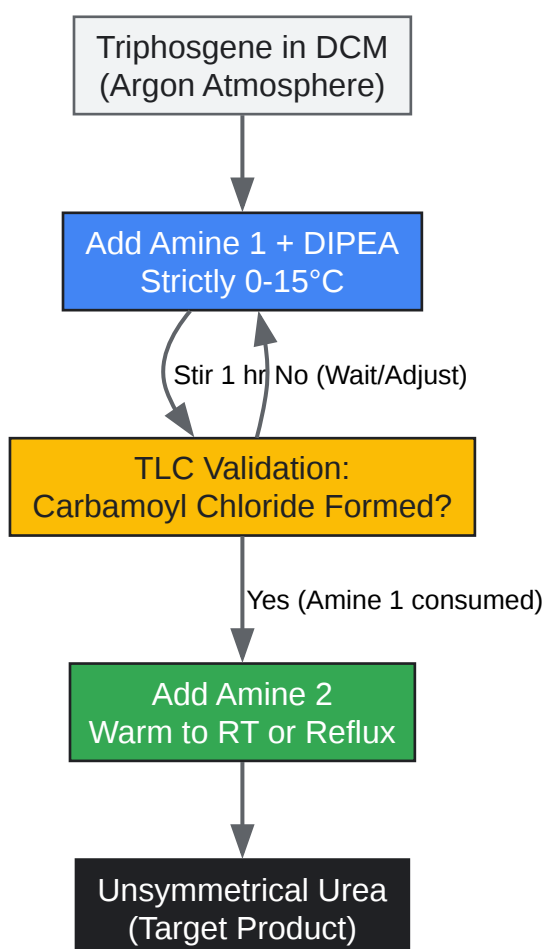 Triphosgene in DCM
(Argon Atmosphere)
Add Amine 1 + DIPEA
Strictly 0-15°C
Stir 1 hr
No (Wait/Adjust)
TLC Validation:
Carbamoyl Chloride Formed?
Yes (Amine 1 consumed)
Add Amine 2
Warm to RT or Reflux
Unsymmetrical Urea
(Target Product)